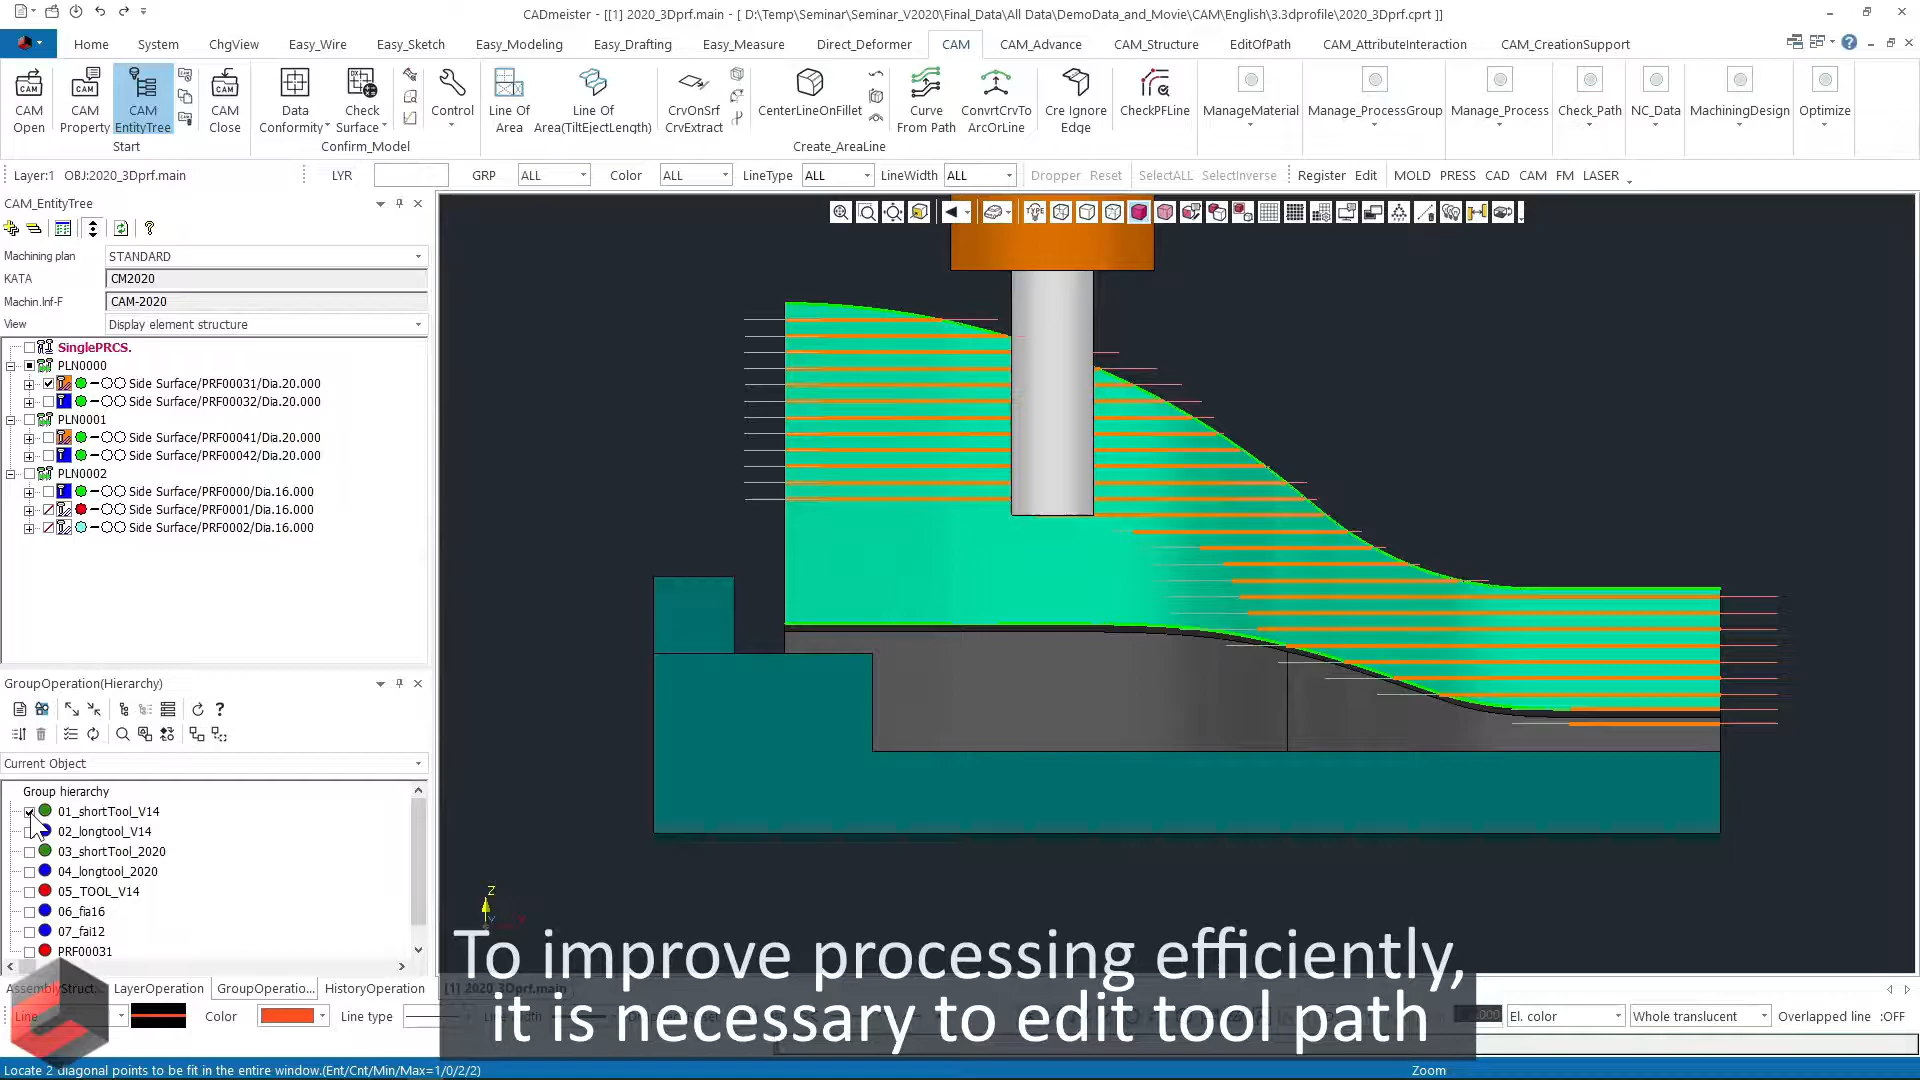 CADmeister - [[1] 2020_3Dprf.main - [ D:\Temp\Seminar\Seminar_V2020\Final_Data\All Data\DemoData_and_Movie\CAM\English\3.3dprofile\2020_3Dprf.cprt ]]
Home System ChgView Easy_Wire Easy_Sketch Easy_Modeling Easy_Drafting Easy_Measure Direct_Deformer CAM CAM_Advance CAM_Structure EditOfPath CAM_AttributeInteraction CAM_CreationSupport
CAM Open
CAM Property
CAM EntityTree
CAM Close
Data Conformity
Check Surface
Control
Line Of Area
Line Of Area(TiltEjectLength)
CrvOnSrf CrvExtract
CenterLineOnFillet
Curve From Path
ConvrtCrvTo ArcOrLine
Cre Ignore Edge
CheckPFLine
ManageMaterial
Manage_ProcessGroup
Manage_Process
Check_Path
NC_Data
MachiningDesign
Optimize
Start Confirm_Model Create_AreaLine
Layer:1 OBJ:2020_3Dprf.main LYR GRP ALL Color ALL LineType ALL LineWidth ALL Dropper Reset SelectALL SelectInverse Register Edit MOLD PRESS CAD CAM FM LASER
CAM_EntityTree
Machining plan STANDARD
KATA CM2020
Machin.Inf-F CAM-2020
View Display element structure
SinglePRCS.
PLN0000
Side Surface/PRF00031/Dia.20.000
Side Surface/PRF00032/Dia.20.000
PLN0001
Side Surface/PRF00041/Dia.20.000
Side Surface/PRF00042/Dia.20.000
PLN0002
Side Surface/PRF0000/Dia.16.000
Side Surface/PRF0001/Dia.16.000
Side Surface/PRF0002/Dia.16.000
GroupOperation(Hierarchy)
Current Object
Group hierarchy
01_shortTool_V14
02_longtool_V14
03_shortTool_2020
04_longtool_2020
05_TOOL_V14
06_fia16
07_fai12
PRF00031
TYPE
Z
To improve processing efficiently,
it is necessary to edit tool path
AssemblyStruct... LayerOperation GroupOperatio... HistoryOperation [1] 2020_3Dprf.main
Line Color Line type El. color Whole translucent Overlapped line :OFF
Locate 2 diagonal points to be fit in the entire window.(Ent/Cnt/Min/Max=1/0/2/2) Zoom